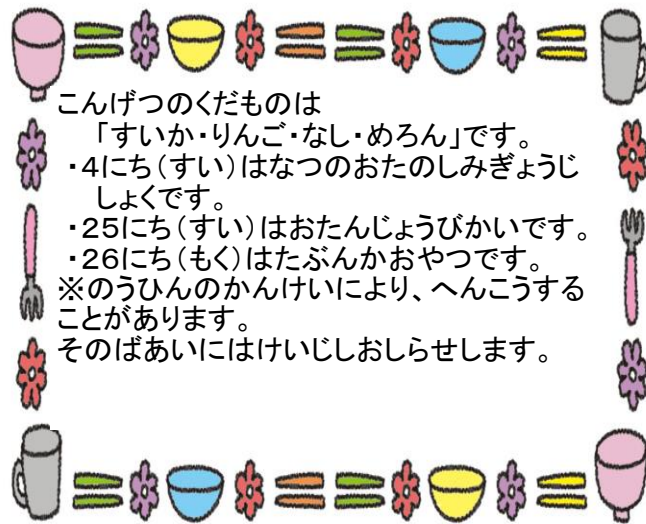 こんげつのくだものは
「すいか・りんご・なし・めろん」です。
・4にち(すい)はなつのおたのしみぎょうじ
しょくです。
・25にち(すい)はおたんじょうびかいです。
・26にち(もく)はたぶんかおやつです。
※のうひんのかんけいにより、へんこうする
ことがあります。
そのばあいにはけいじしおしらせします。